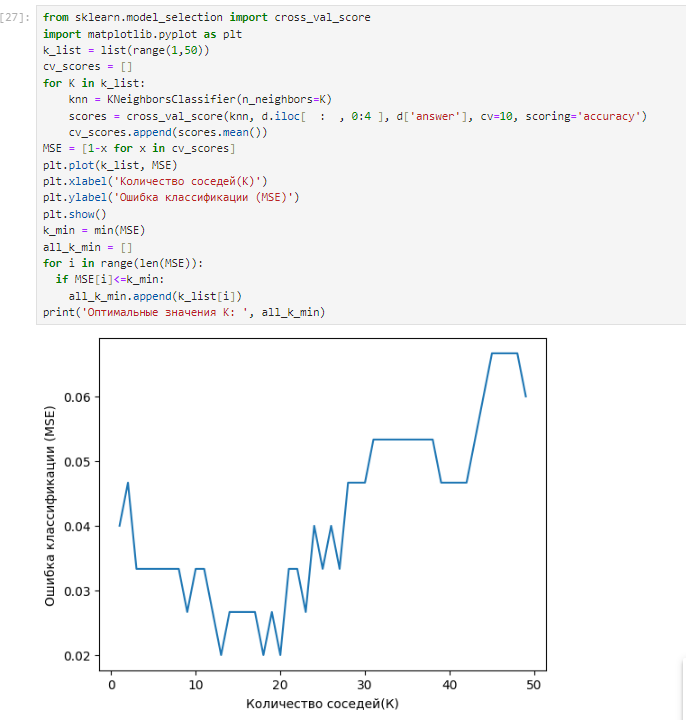 [27]:
from sklearn.model_selection import cross_val_score
import matplotlib.pyplot as plt
k_list = list(range(1,50))
cv_scores = []
for K in k_list:
    knn = KNeighborsClassifier(n_neighbors=K)
    scores = cross_val_score(knn, d.iloc[  :  , 0:4 ], d['answer'], cv=10, scoring='accuracy')
    cv_scores.append(scores.mean())
MSE = [1-x for x in cv_scores]
plt.plot(k_list, MSE)
plt.xlabel('Количество соседей(K)')
plt.ylabel('Ошибка классификации (MSE)')
plt.show()
k_min = min(MSE)
all_k_min = []
for i in range(len(MSE)):
  if MSE[i]<=k_min:
    all_k_min.append(k_list[i])
print('Оптимальные значения K: ', all_k_min)
Ошибка классификации (MSE)
0.06
0.05
0.04
0.03
0.02
0 10 20 30 40 50
Количество соседей(K)